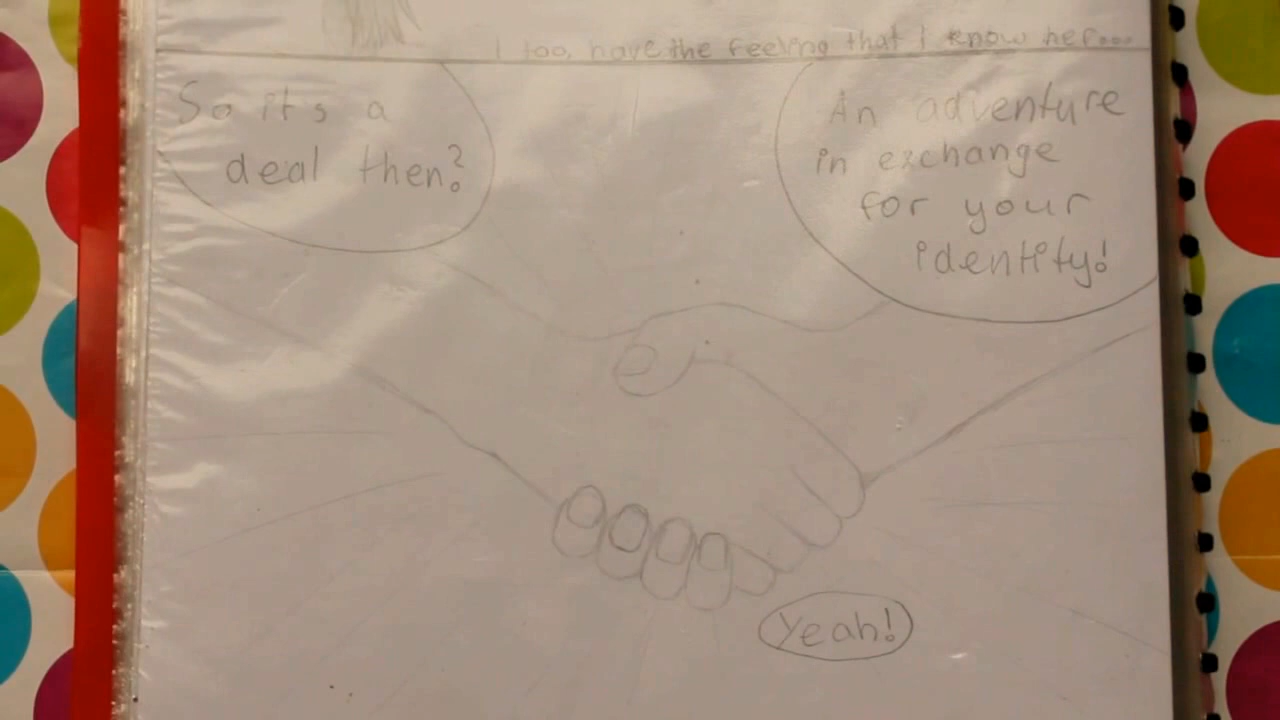 I too, have the feeling that I know her...
So it's a
deal then?
An adventure
in exchange
for your
identity!
Yeah!